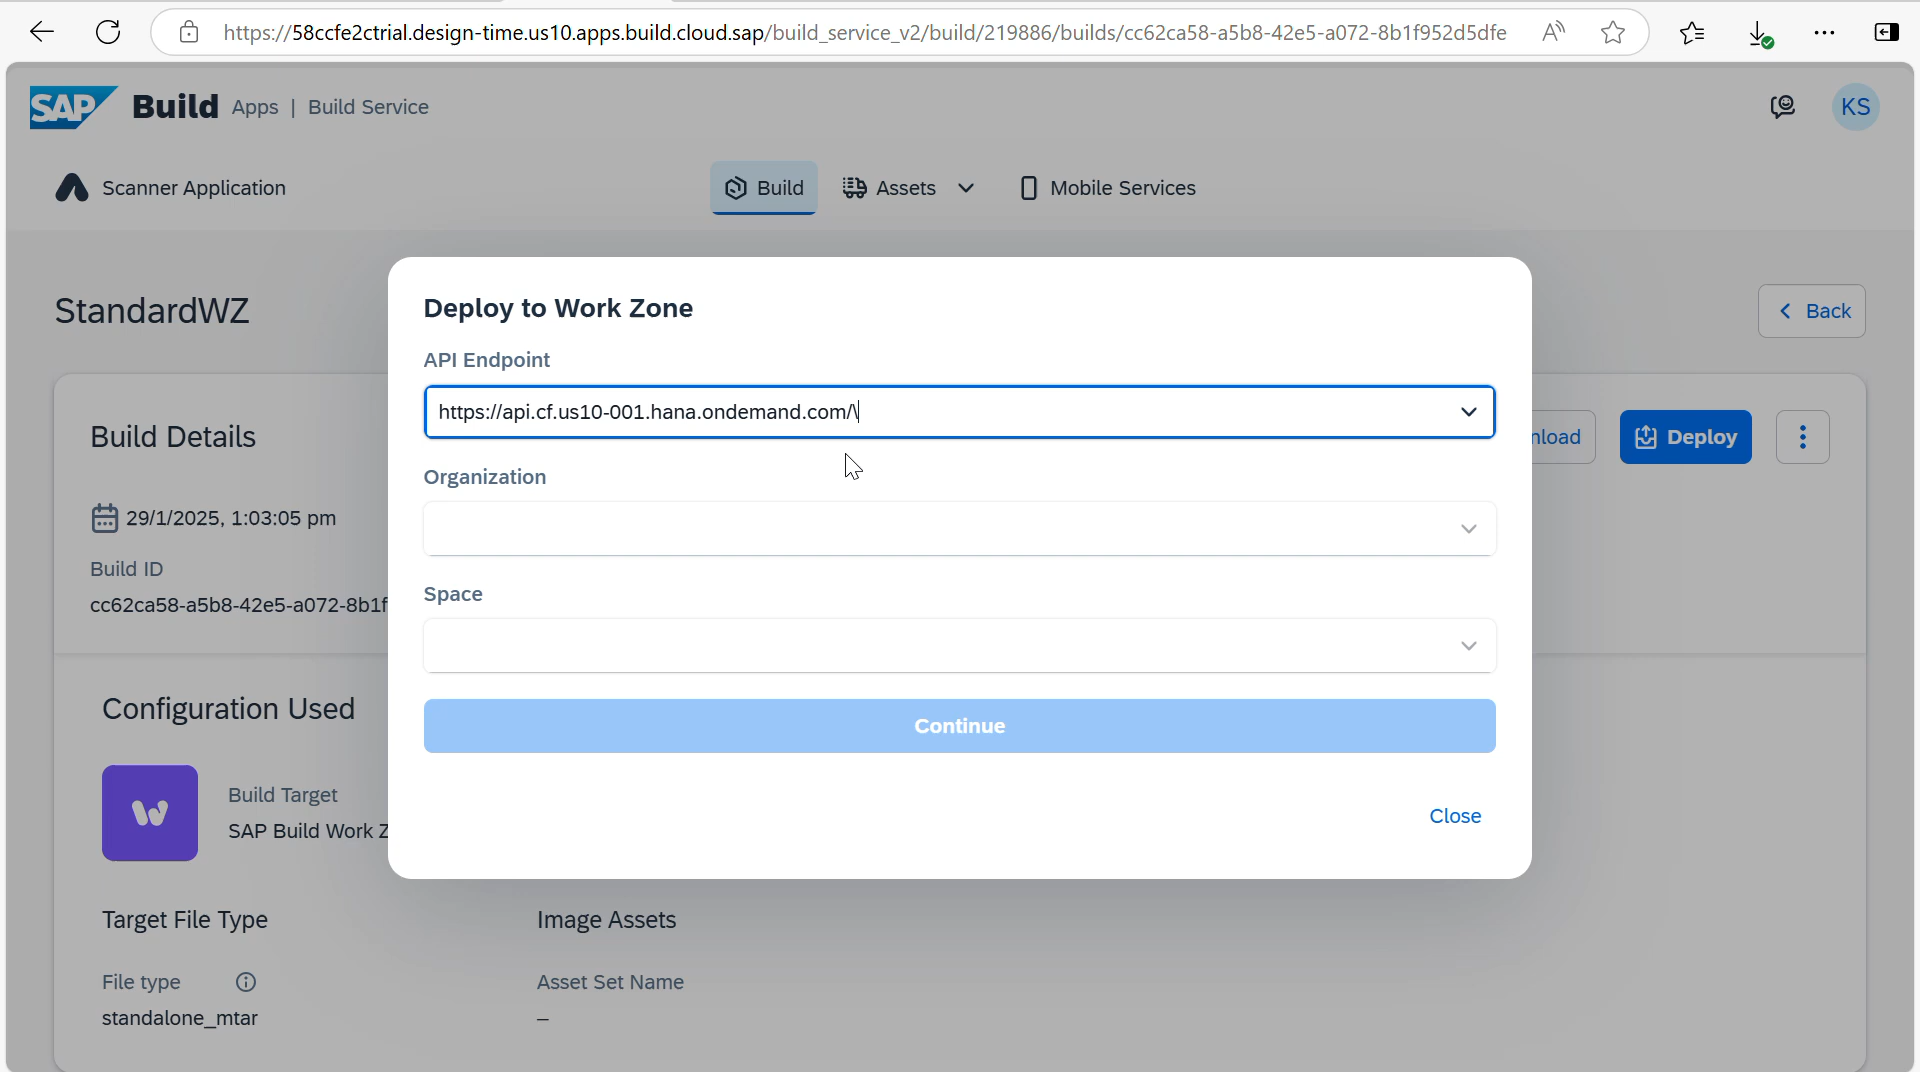 https://58ccfe2ctrial.design-time.us10.apps.build.cloud.sap/build_service_v2/build/219886/builds/cc62ca58-a5b8-42e5-a072-8b1f952d5dfe
SAP Build Apps | Build Service
KS
Scanner Application
Build
Assets
Mobile Services
StandardWZ
Back
Deploy to Work Zone
API Endpoint
https://api.cf.us10-001.hana.ondemand.com/\
Organization
Space
Continue
Close
Build Details
nload
Deploy
29/1/2025, 1:03:05 pm
Build ID
cc62ca58-a5b8-42e5-a072-8b1f
Configuration Used
Build Target
SAP Build Work Z
Target File Type
Image Assets
File type
Asset Set Name
standalone_mtar
–